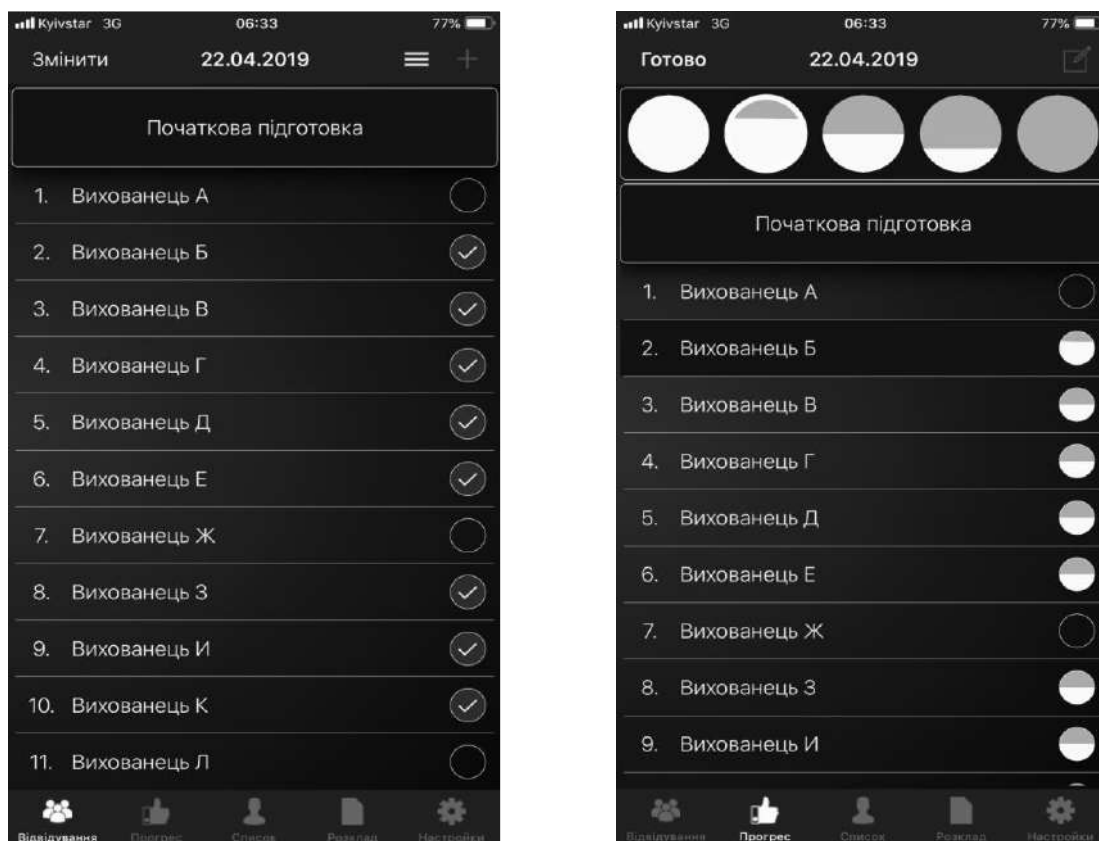 Kyivstar 3G 06:33 77%
Змінити 22.04.2019
Початкова підготовка
1. Вихованець А
2. Вихованець Б
3. Вихованець В
4. Вихованець Г
5. Вихованець Д
6. Вихованець Е
7. Вихованець Ж
8. Вихованець З
9. Вихованець И
10. Вихованець К
11. Вихованець Л
Відвідування Прогрес Список Розклад Настройки
Kyivstar 3G 06:33 77%
Готово 22.04.2019
Початкова підготовка
1. Вихованець А
2. Вихованець Б
3. Вихованець В
4. Вихованець Г
5. Вихованець Д
6. Вихованець Е
7. Вихованець Ж
8. Вихованець З
9. Вихованець И
Відвідування Прогрес Список Розклад Настройки